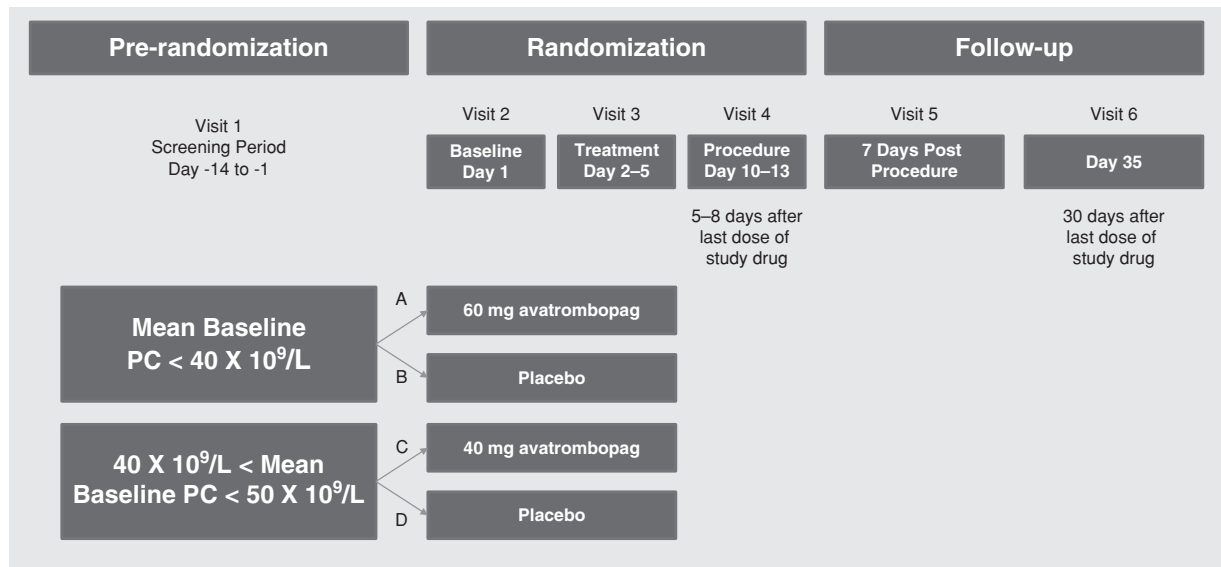 Pre-randomization
Randomization
Follow-up
Visit 1
Screening Period
Day -14 to -1
Visit 2
Baseline
Day 1
Visit 3
Treatment
Day 2–5
Visit 4
Procedure
Day 10–13
5–8 days after
last dose of
study drug
Visit 5
7 Days Post
Procedure
Visit 6
Day 35
30 days after
last dose of
study drug
Mean Baseline
PC < 40 X 10⁹/L
A
60 mg avatrombopag
B
Placebo
40 X 10⁹/L < Mean
Baseline PC < 50 X 10⁹/L
C
40 mg avatrombopag
D
Placebo